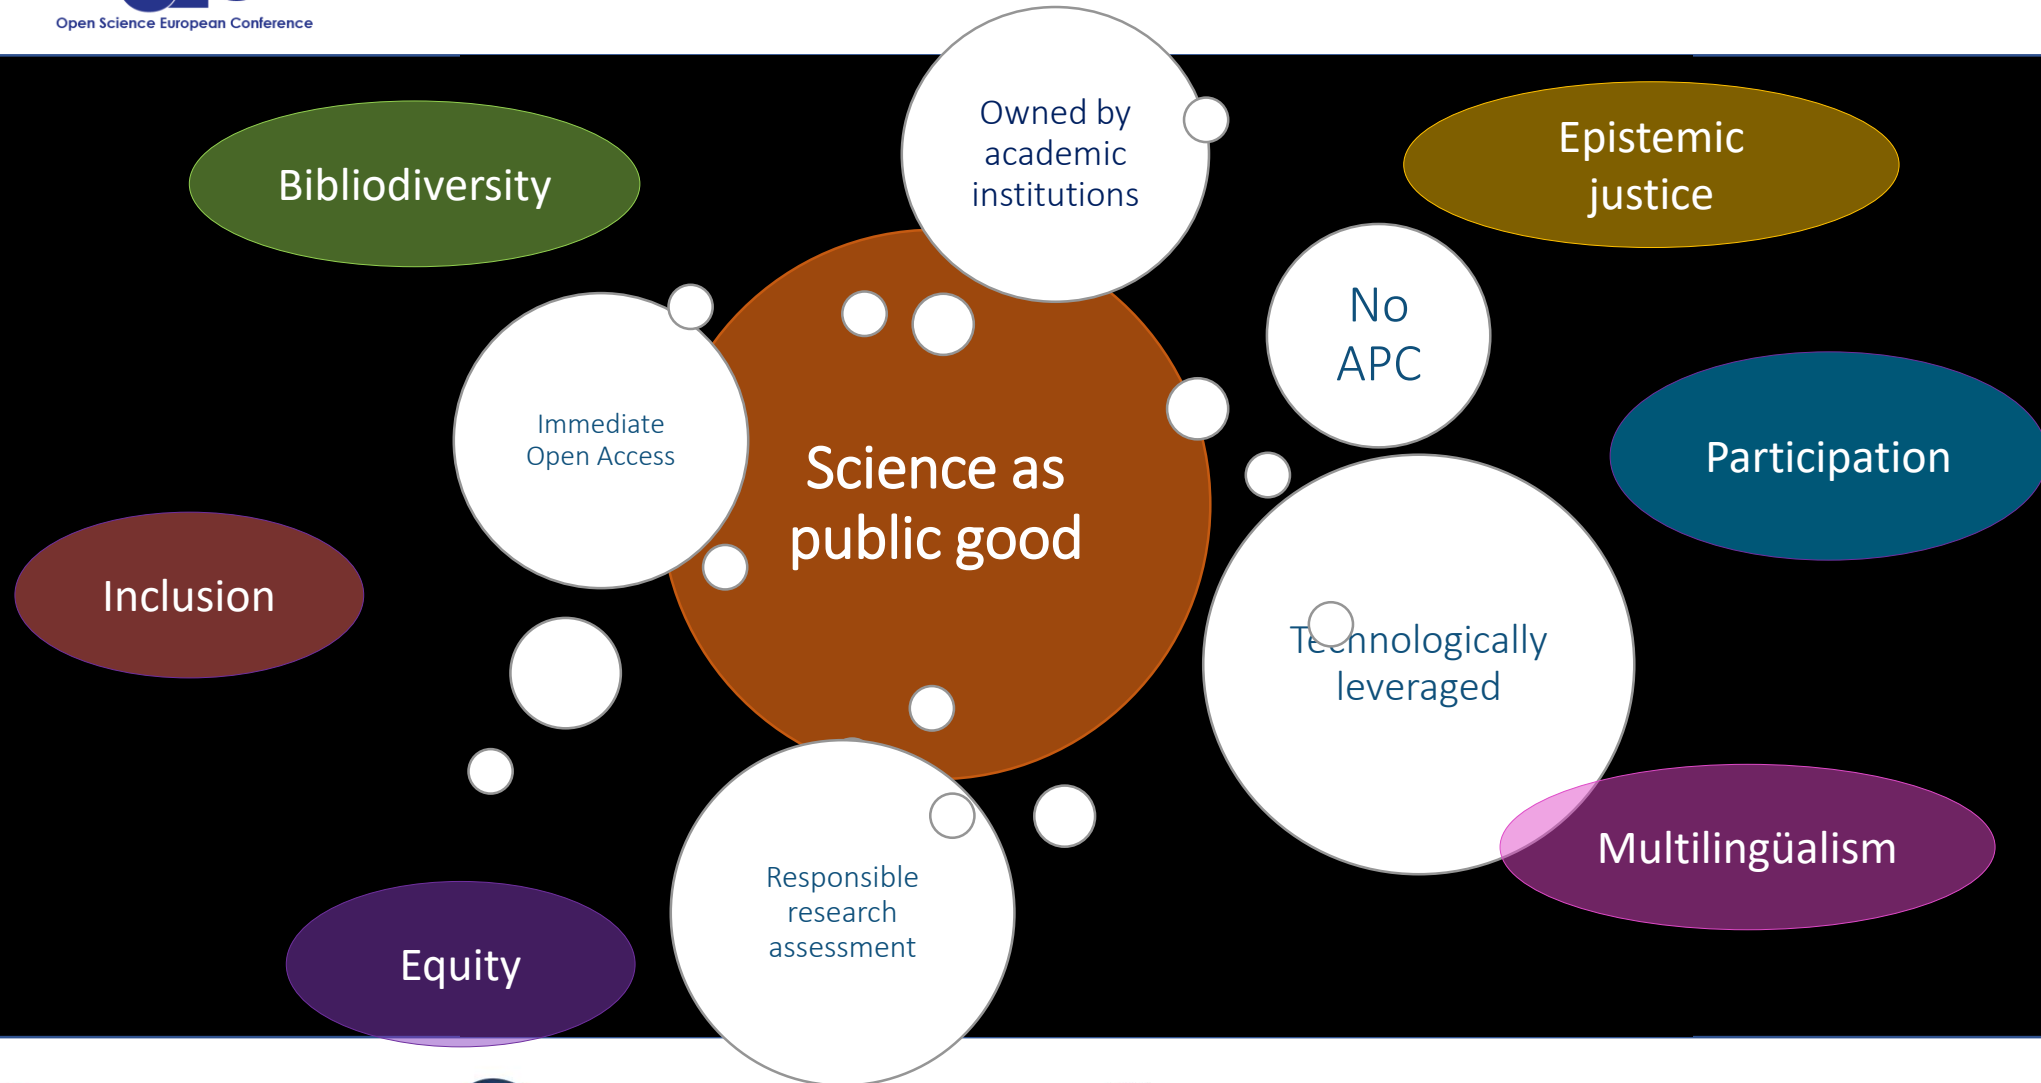 Open Science European Conference
Owned by
academic
institutions
Bibliodiversity
Epistemic
justice
No
APC
Immediate
Open Access
Science as
public good
Participation
Inclusion
Technologically
leveraged
Multilingüalism
Responsible
research
assessment
Equity